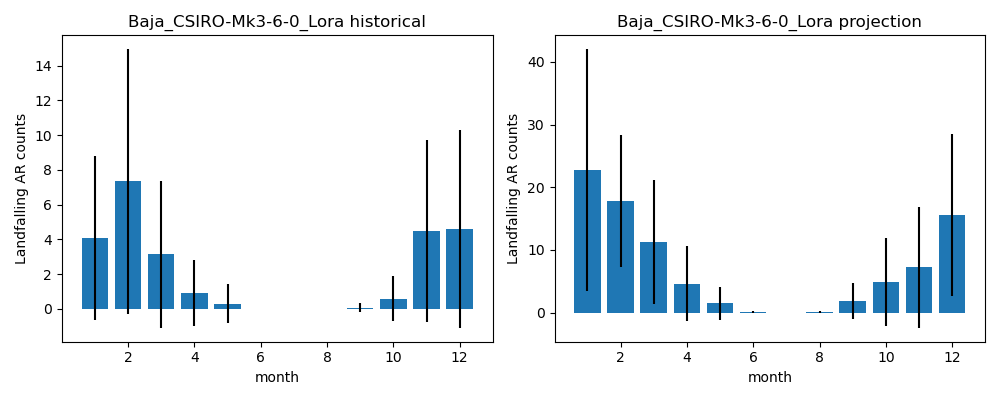 Baja_CSIRO-Mk3-6-0_Lora historical
Landfalling AR counts
14
12
10
8
6
4
2
0
2 4 6 8 10 12
month
Baja_CSIRO-Mk3-6-0_Lora projection
Landfalling AR counts
40
30
20
10
0
2 4 6 8 10 12
month